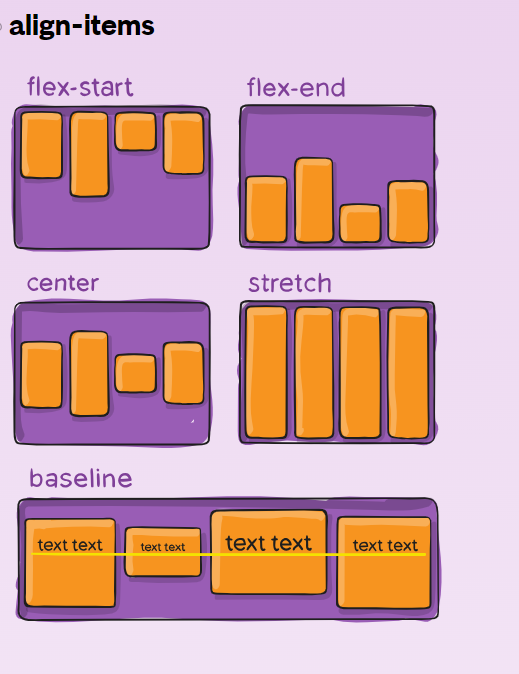 align-items
flex-start
flex-end
center
stretch
baseline
text text
text text
text text
text text